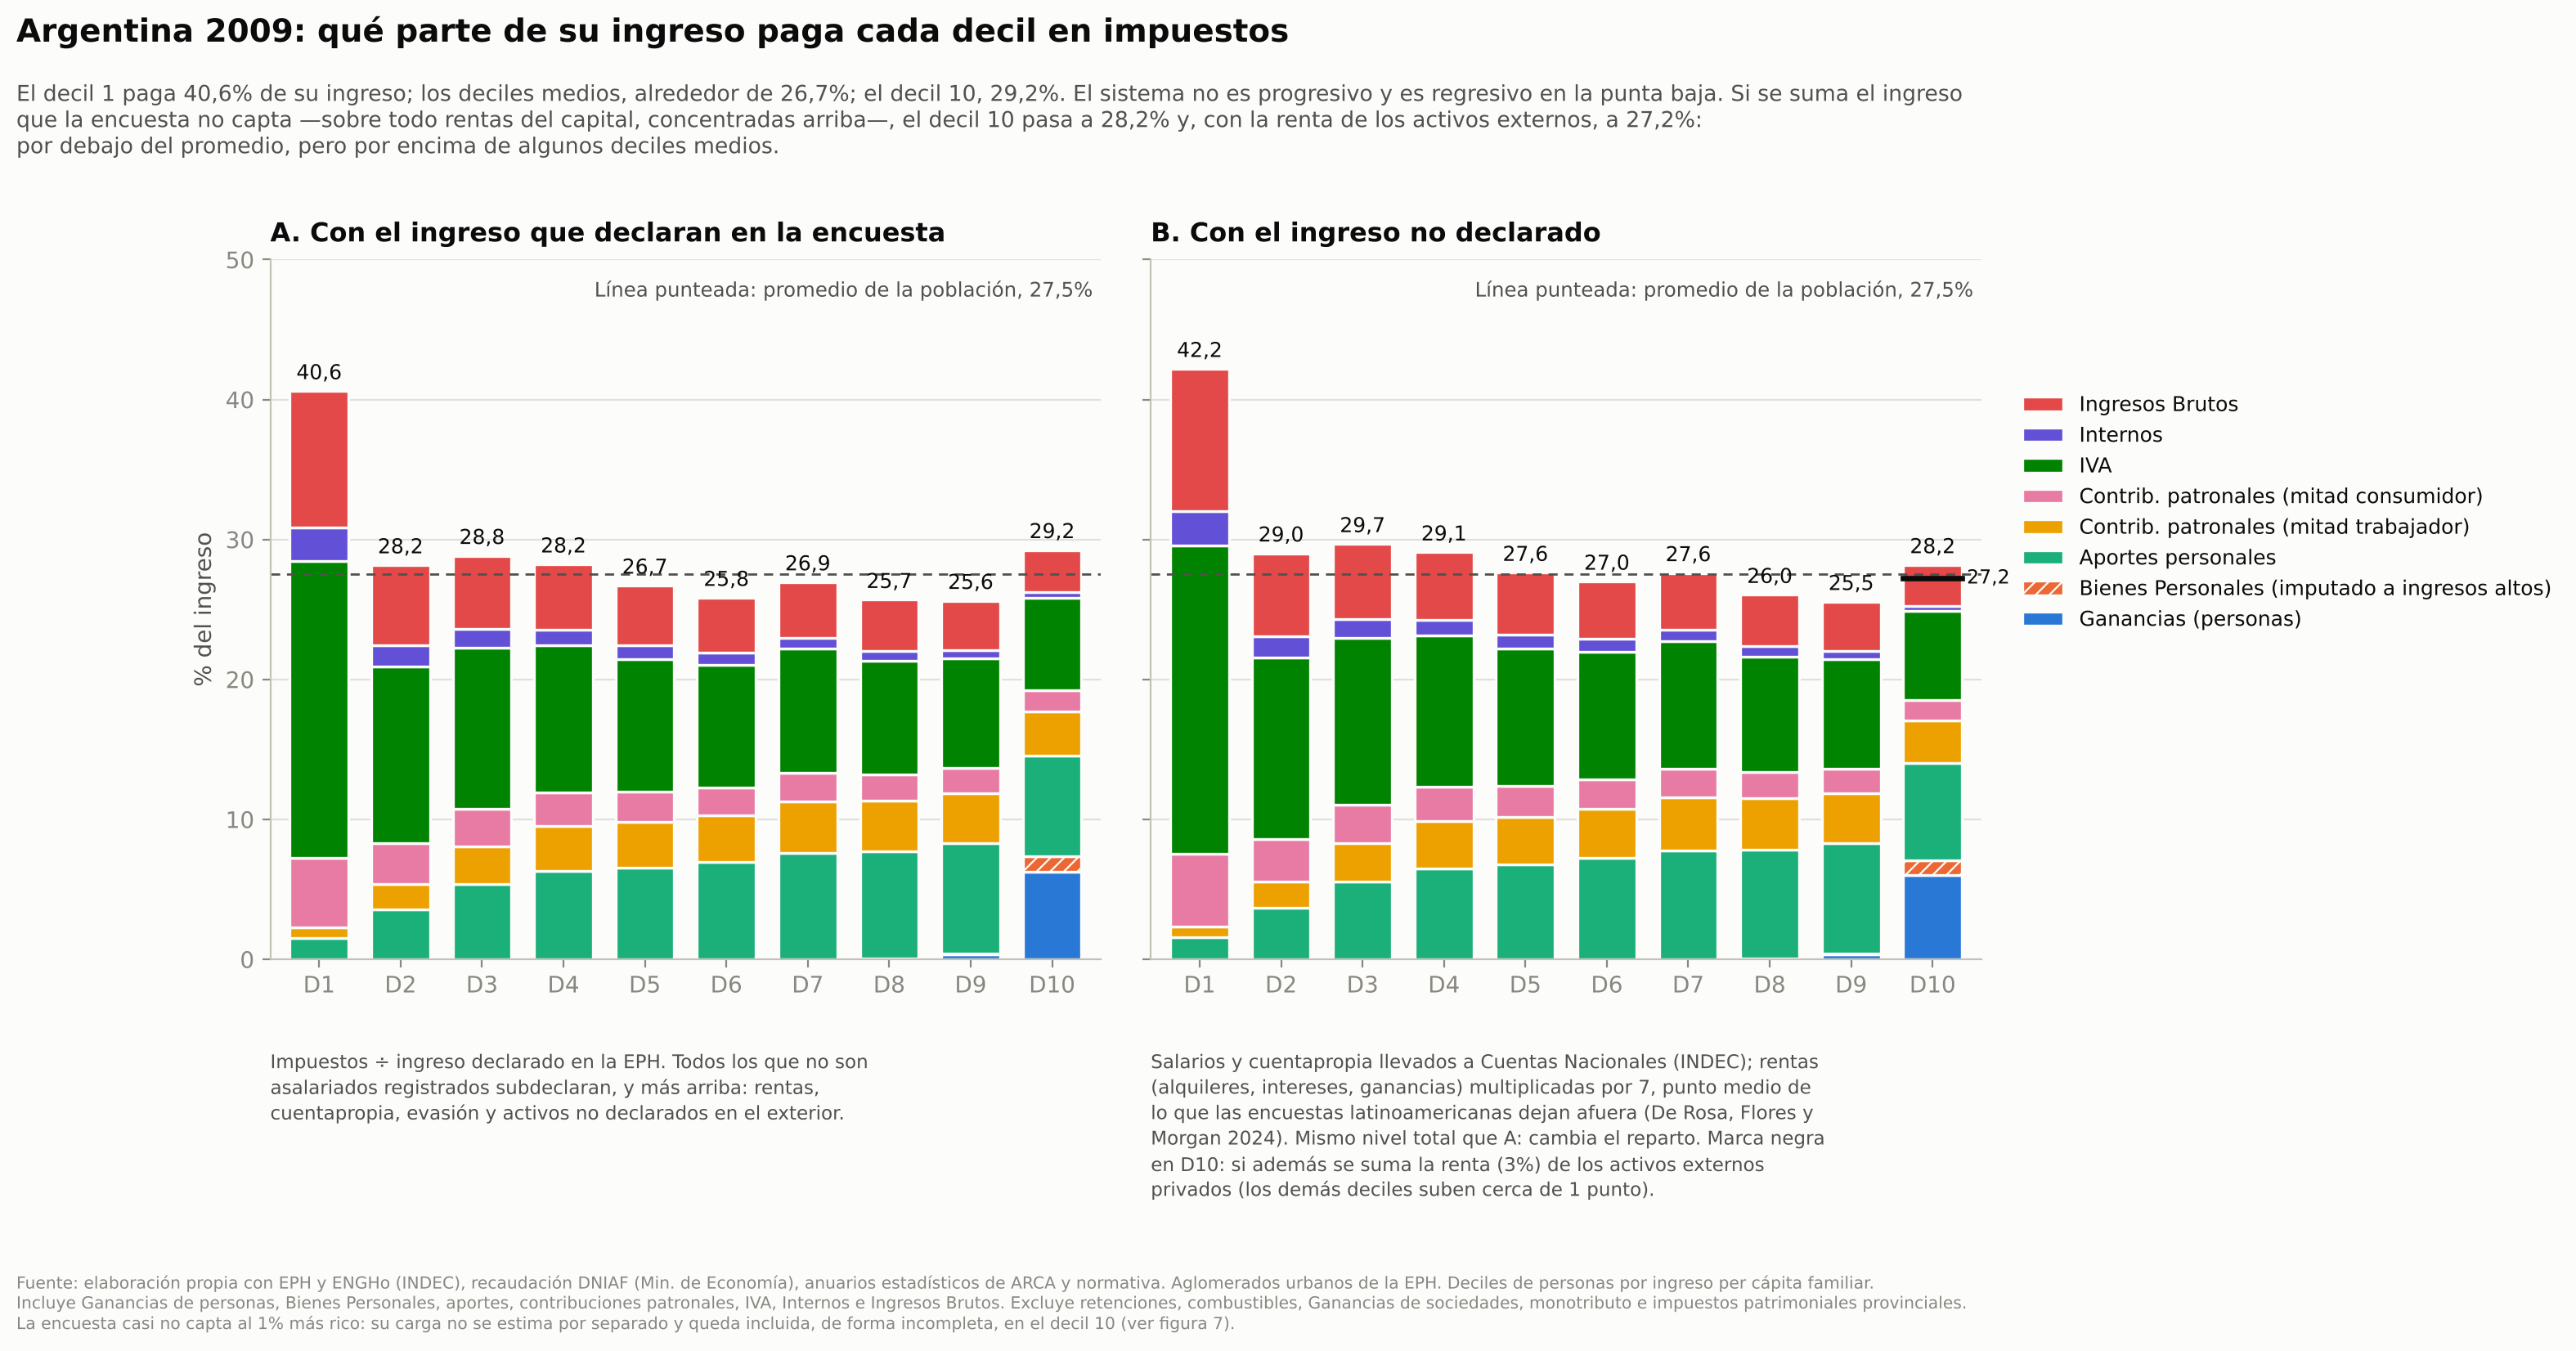 Argentina 2009: qué parte de su ingreso paga cada decil en impuestos
El decil 1 paga 40,6% de su ingreso; los deciles medios, alrededor de 26,7%; el decil 10, 29,2%. El sistema no es progresivo y es regresivo en la punta baja. Si se suma el ingreso
que la encuesta no capta —sobre todo rentas del capital, concentradas arriba—, el decil 10 pasa a 28,2% y, con la renta de los activos externos, a 27,2%:
por debajo del promedio, pero por encima de algunos deciles medios.
A. Con el ingreso que declaran en la encuesta
% del ingreso
50
40
30
20
10
0
Línea punteada: promedio de la población, 27,5%
40,6
28,2
28,8
28,2
26,7
25,8
26,9
25,7
25,6
29,2
D1 D2 D3 D4 D5 D6 D7 D8 D9 D10
Impuestos ÷ ingreso declarado en la EPH. Todos los que no son
asalariados registrados subdeclaran, y más arriba: rentas,
cuentapropia, evasión y activos no declarados en el exterior.
B. Con el ingreso no declarado
Línea punteada: promedio de la población, 27,5%
42,2
29,0
29,7
29,1
27,6
27,0
27,6
26,0
25,5
28,2
27,2
D1 D2 D3 D4 D5 D6 D7 D8 D9 D10
Salarios y cuentapropia llevados a Cuentas Nacionales (INDEC); rentas
(alquileres, intereses, ganancias) multiplicadas por 7, punto medio de
lo que las encuestas latinoamericanas dejan afuera (De Rosa, Flores y
Morgan 2024). Mismo nivel total que A: cambia el reparto. Marca negra
en D10: si además se suma la renta (3%) de los activos externos
privados (los demás deciles suben cerca de 1 punto).
Ingresos Brutos
Internos
IVA
Contrib. patronales (mitad consumidor)
Contrib. patronales (mitad trabajador)
Aportes personales
Bienes Personales (imputado a ingresos altos)
Ganancias (personas)
Fuente: elaboración propia con EPH y ENGHo (INDEC), recaudación DNIAF (Min. de Economía), anuarios estadísticos de ARCA y normativa. Aglomerados urbanos de la EPH. Deciles de personas por ingreso per cápita familiar.
Incluye Ganancias de personas, Bienes Personales, aportes, contribuciones patronales, IVA, Internos e Ingresos Brutos. Excluye retenciones, combustibles, Ganancias de sociedades, monotributo e impuestos patrimoniales provinciales.
La encuesta casi no capta al 1% más rico: su carga no se estima por separado y queda incluida, de forma incompleta, en el decil 10 (ver figura 7).